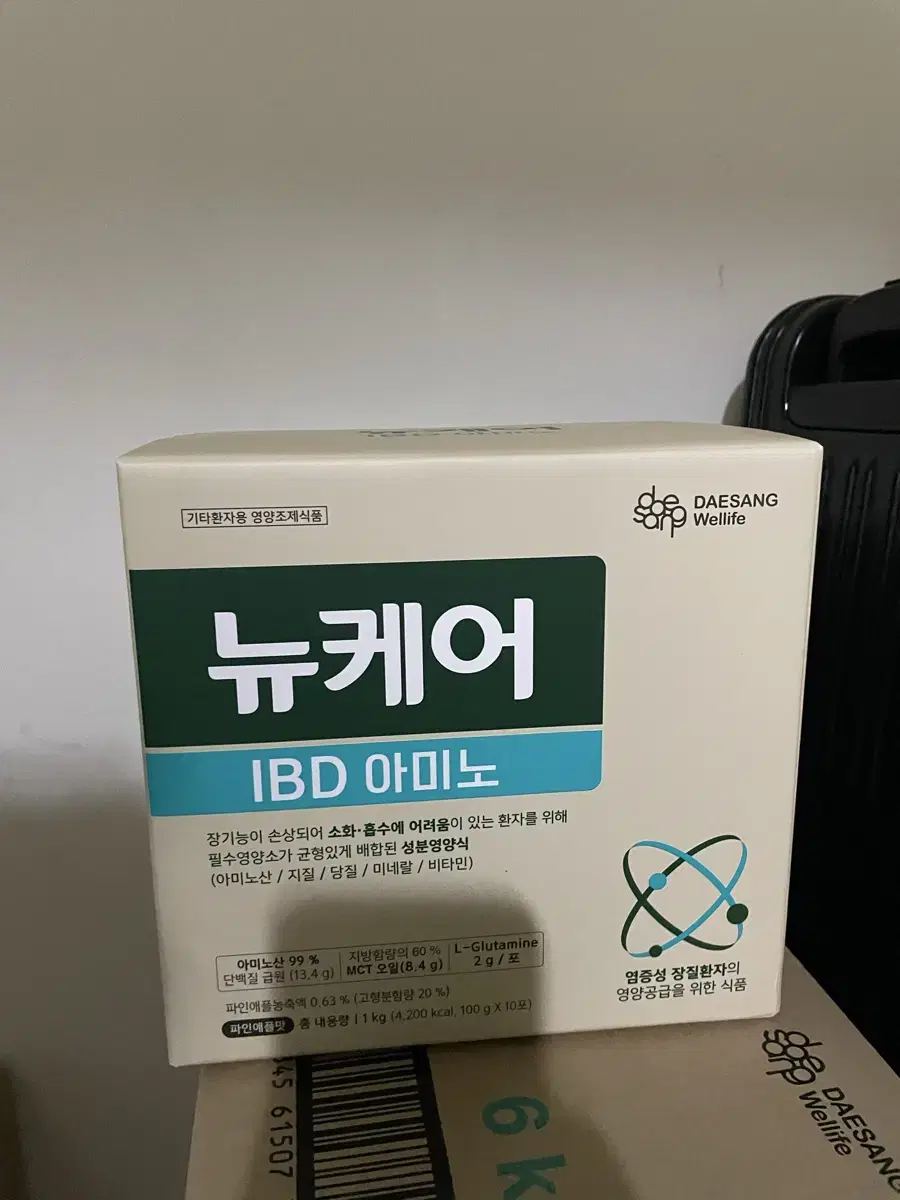 기타환자용 영양조제식품
DAESANG
Wellife
뉴케어
IBD 아미노
장기능이 손상되어 소화·흡수에 어려움이 있는 환자를 위해
필수영양소가 균형있게 배합된 성분영양식
(아미노산 / 지질 / 당질 / 미네랄 / 비타민)
아미노산 99 %
단백질 급원 (13.4 g)
지방함량의 60 %
MCT 오일(8.4 g)
L-Glutamine
2 g / 포
염증성 장질환자의
영양공급을 위한 식품
파인애플농축액 0.63 % (고형분함량 20 %)
파인애플맛 총 내용량 | 1 kg (4,200 kcal, 100 g X 10포)
345 61507
6 k
DAESANG
Wellife